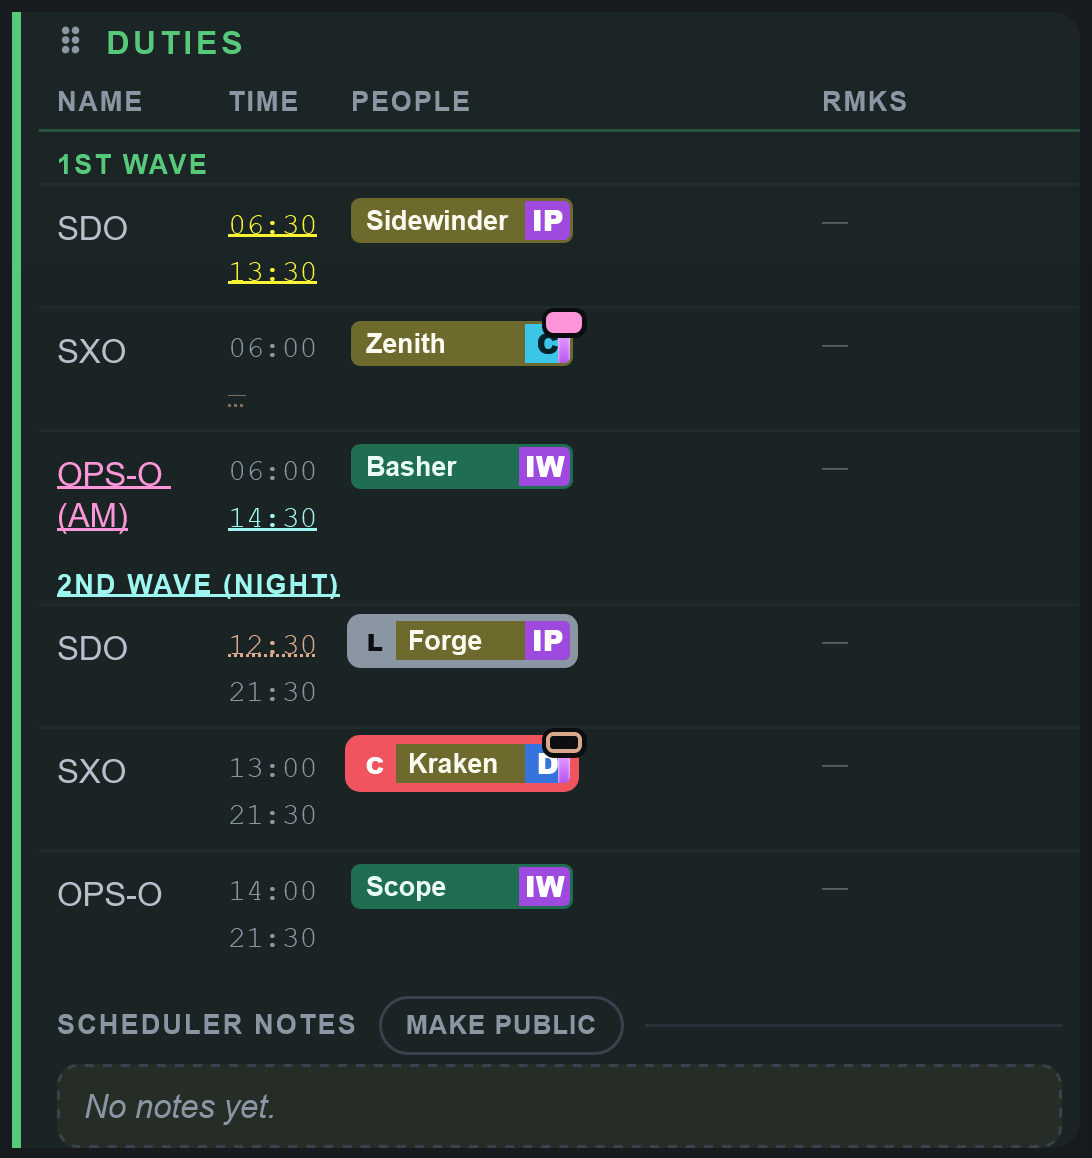 DUTIES
NAME TIME PEOPLE RMKS
1ST WAVE
SDO 06:30 Sidewinder IP —
13:30
SXO 06:00 Zenith C —
—
OPS-O 06:00 Basher IW —
(AM) 14:30
2ND WAVE (NIGHT)
SDO 12:30 L Forge IP —
21:30
SXO 13:00 C Kraken D —
21:30
OPS-O 14:00 Scope IW —
21:30
SCHEDULER NOTES MAKE PUBLIC
No notes yet.